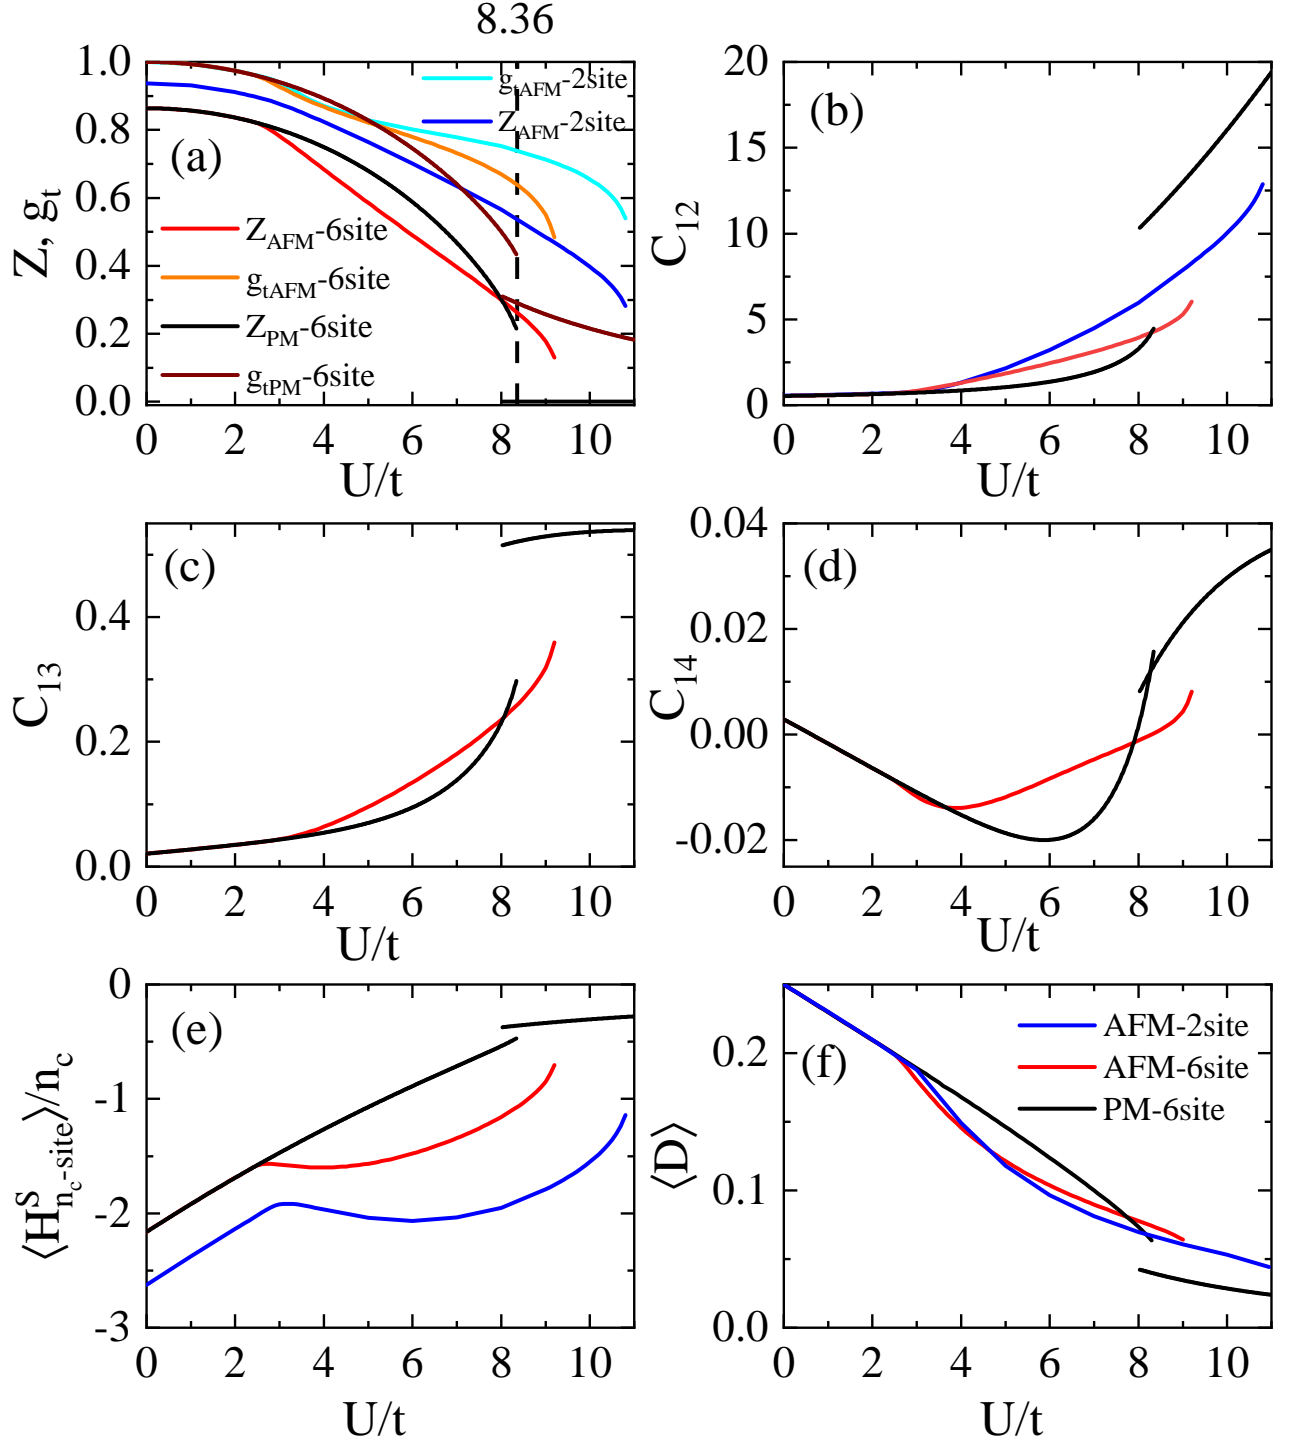 8.36
1.0
0.8
0.6
0.4
0.2
0.0
Z, g_t
(a)
g_tAFM-2site
Z_AFM-2site
Z_AFM-6site
g_tAFM-6site
Z_PM-6site
g_tPM-6site
0 2 4 6 8 10
U/t
20
15
10
5
0
C_12
(b)
0 2 4 6 8 10
U/t
0.4
0.2
0.0
C_13
(c)
0 2 4 6 8 10
U/t
0.04
0.02
0.00
-0.02
C_14
(d)
0 2 4 6 8 10
U/t
0
-1
-2
-3
⟨H^S_{n_c-site}⟩/n_c
(e)
0 2 4 6 8 10
U/t
0.2
0.1
0.0
⟨D⟩
(f)
AFM-2site
AFM-6site
PM-6site
0 2 4 6 8 10
U/t